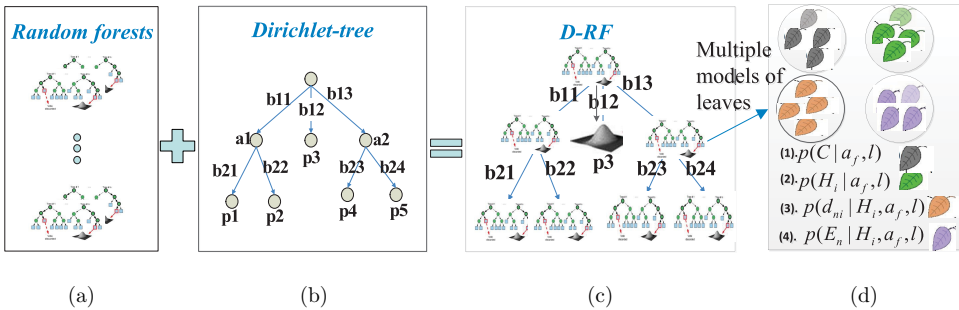 Random forests
Dirichlet-tree
b11
b12
b13
a1
a2
p3
b21
b22
b23
b24
p1
p2
p4
p5
D-RF
b11
b12
b13
p3
b21
b22
b23
b24
Multiple
models of
leaves
(1). p(C | a_f, l)
(2). p(H_i | a_f, l)
(3). p(d_{ni} | H_i, a_f, l)
(4). p(E_n | H_i, a_f, l)
(a)
(b)
(c)
(d)